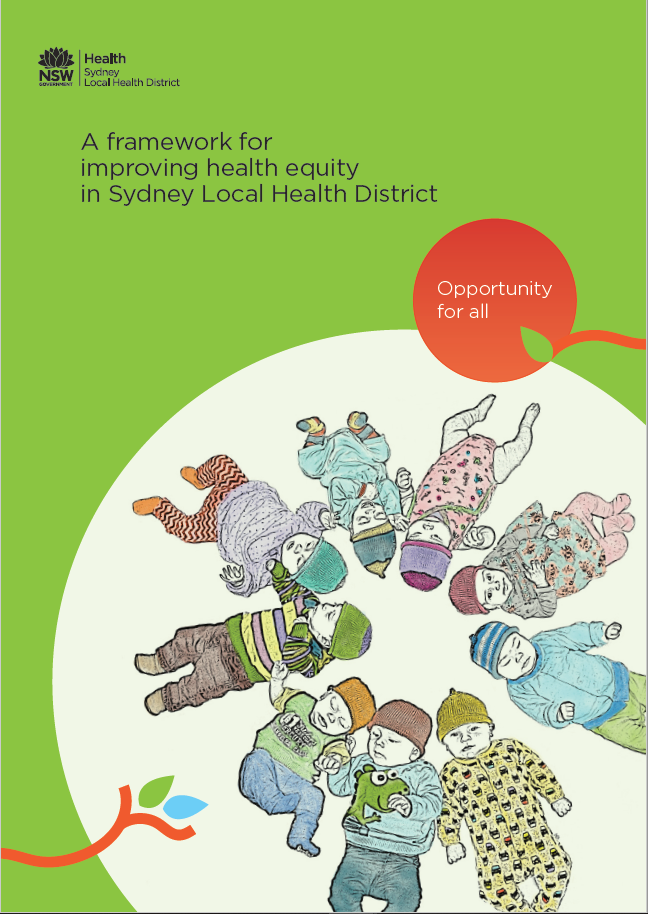 Health
Sydney
Local Health District
NSW
GOVERNMENT
A framework for
improving health equity
in Sydney Local Health District
Opportunity
for all